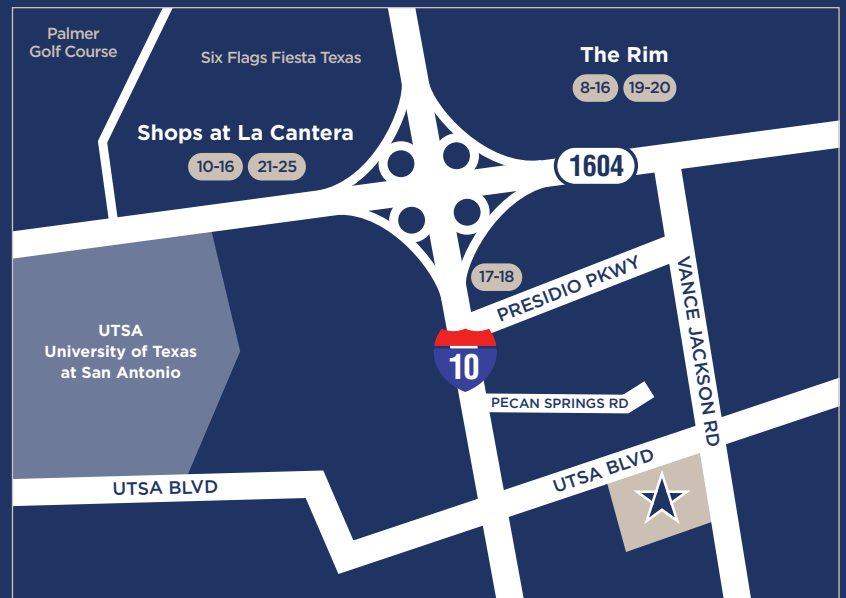 Palmer
Golf Course
Six Flags Fiesta Texas
The Rim
8-16 19-20
Shops at La Cantera
10-16 21-25
1604
17-18
PRESIDIO PKWY
VANCE JACKSON RD
UTSA
University of Texas
at San Antonio
10
PECAN SPRINGS RD
UTSA BLVD
UTSA BLVD